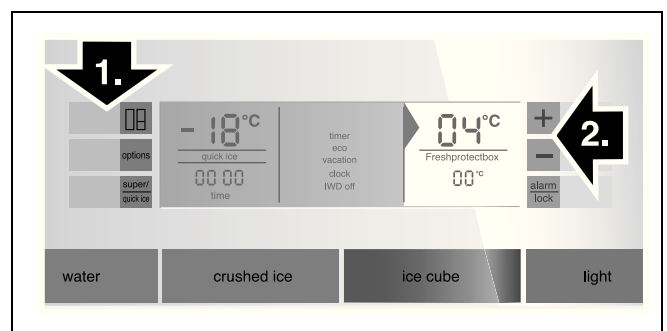 1.
2.
- 18°C
quick ice
00 00
time
timer
eco
vacation
clock
IWD off
04°C
Freshprotectbox
00°C
options
super/
quick ice
+
-
alarm
lock
water
crushed ice
ice cube
light